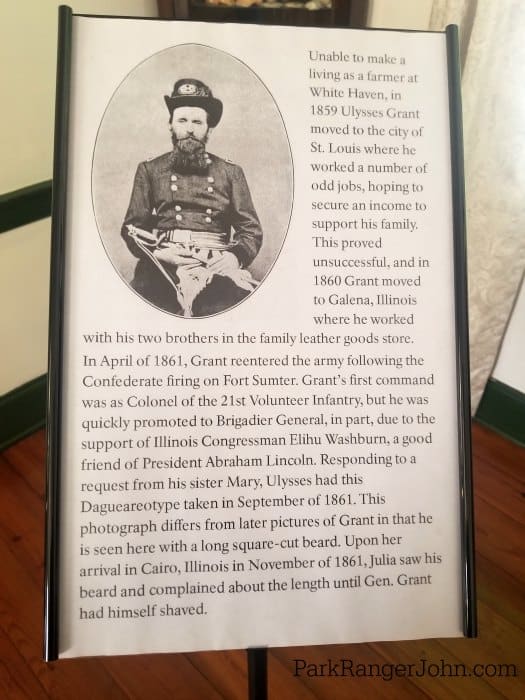 Unable to make a
living as a farmer at
White Haven, in
1859 Ulysses Grant
moved to the city of
St. Louis where he
worked a number of
odd jobs, hoping to
secure an income to
support his family.
This proved
unsuccessful, and in
1860 Grant moved
to Galena, Illinois
where he worked
with his two brothers in the family leather goods store.
In April of 1861, Grant reentered the army following the
Confederate firing on Fort Sumter. Grant's first command
was as Colonel of the 21st Volunteer Infantry, but he was
quickly promoted to Brigadier General, in part, due to the
support of Illinois Congressman Elihu Washburn, a good
friend of President Abraham Lincoln. Responding to a
request from his sister Mary, Ulysses had this
Dagueareotype taken in September of 1861. This
photograph differs from later pictures of Grant in that he
is seen here with a long square-cut beard. Upon her
arrival in Cairo, Illinois in November of 1861, Julia saw his
beard and complained about the length until Gen. Grant
had himself shaved.
ParkRangerJohn.com